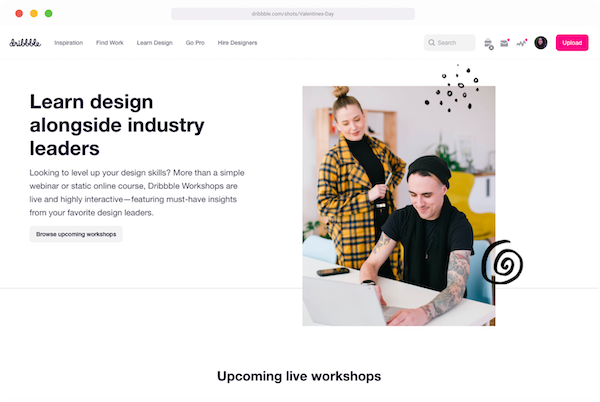 dribbble.com/shots/Valentines-Day
dribbble Inspiration Find Work Learn Design Go Pro Hire Designers Search Upload
Learn design
alongside industry
leaders
Looking to level up your design skills? More than a simple
webinar or static online course, Dribbble Workshops are
live and highly interactive—featuring must-have insights
from your favorite design leaders.
Browse upcoming workshops
Upcoming live workshops